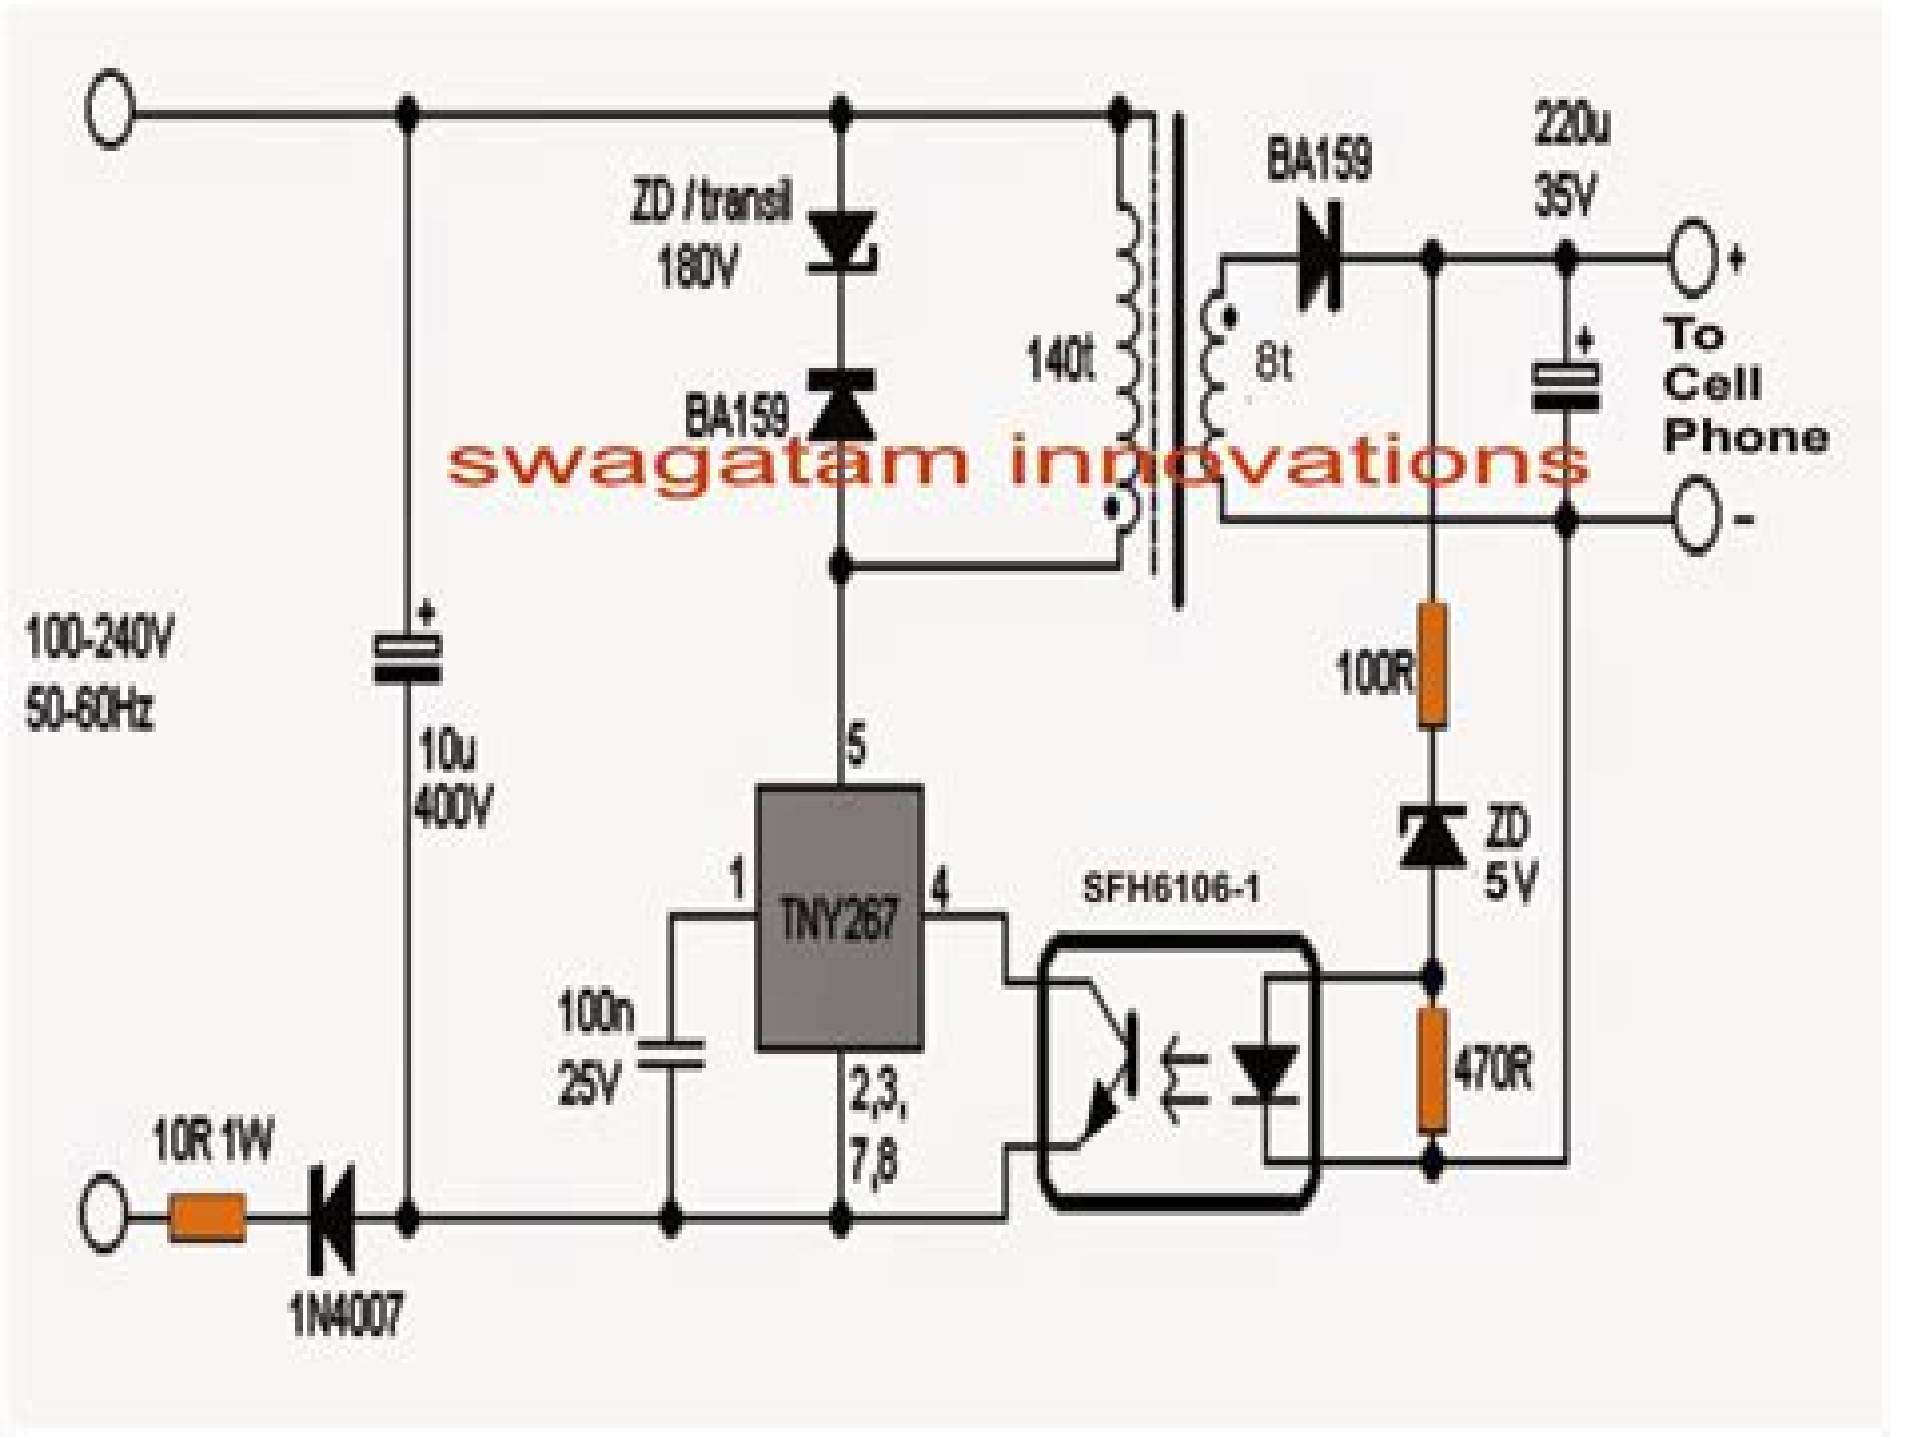 220u
35V
BA159
ZD / transil
180V
+
To
Cell
Phone
-
140t
8t
BA159
+
swagatam innovations
100-240V
50-60Hz
+
10u
400V
100R
5
ZD
5V
1
TNY267
4
SFH6106-1
100n
25V
2,3,
7,8
470R
10R 1W
1N4007